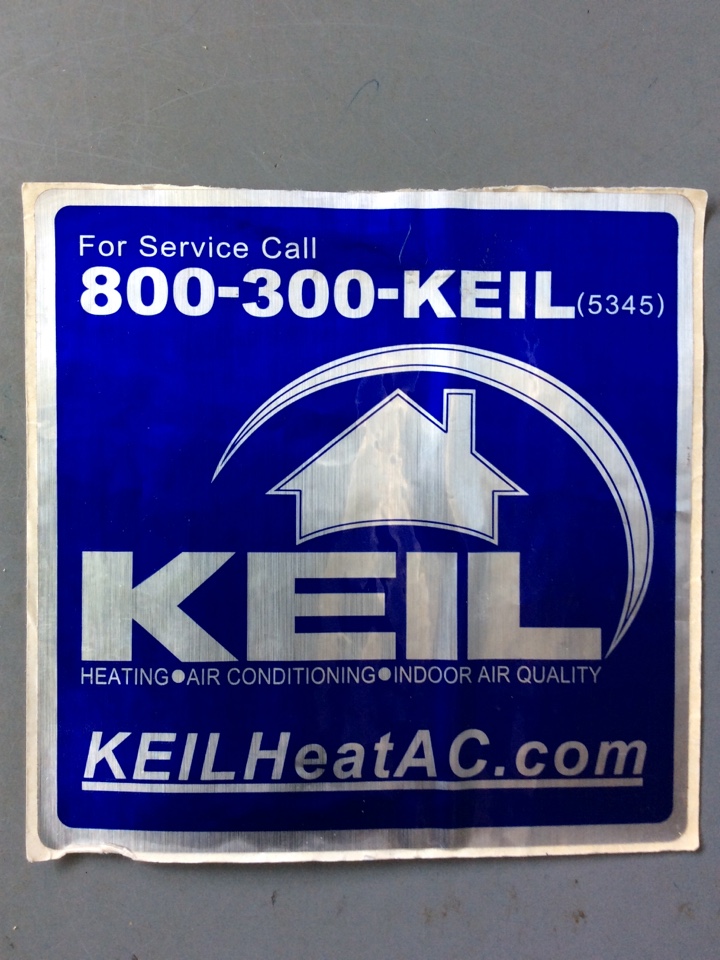 For Service Call
800-300-KEIL(5345)
KEIL
HEATING●AIR CONDITIONING●INDOOR AIR QUALITY
KEILHeatAC.com